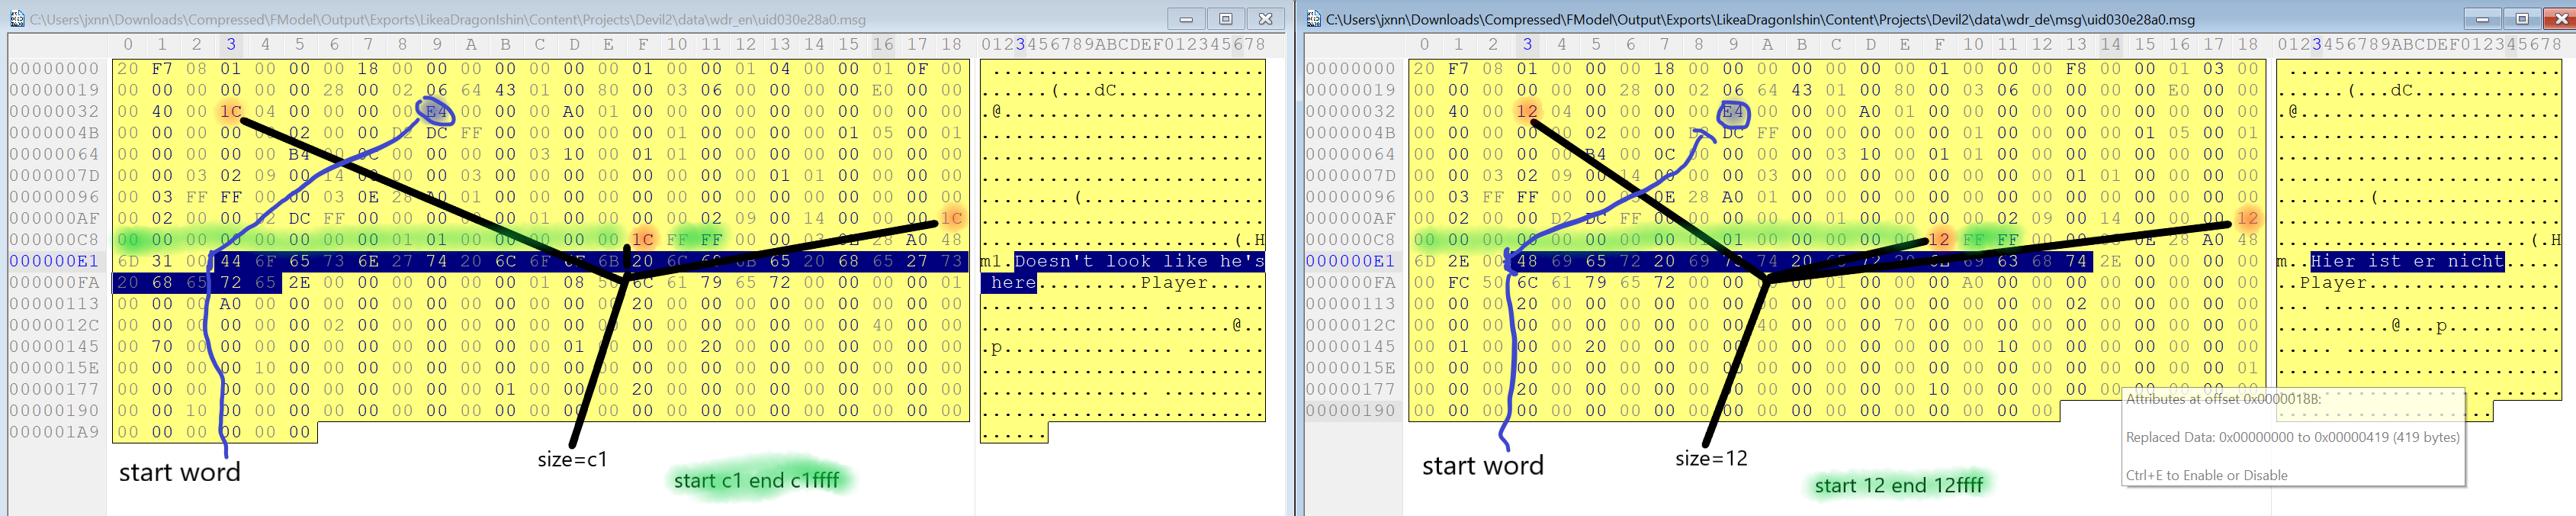 C:\Users\jxnn\Downloads\Compressed\FModel\Output\Exports\LikeaDragonIshin\Content\Projects\Devil2\data\wdr_en\uid030e28a0.msg
0 1 2 3 4 5 6 7 8 9 A B C D E F 10 11 12 13 14 15 16 17 18 0123456789ABCDEF012345678
00000000 20 F7 08 01 00 00 00 18 00 00 00 00 00 00 00 01 00 00 01 04 00 00 01 0F 00
00000019 00 00 00 00 00 00 28 00 02 06 64 43 01 00 80 00 03 06 00 00 00 00 E0 00 00 (...dC
00000032 00 40 00 1C 04 00 00 00 00 E4 00 00 00 A0 01 00 00 00 00 00 00 00 00 00 00 .@
0000004B 00 00 00 00 00 02 00 00 D2 DC FF 00 00 00 00 00 01 00 00 00 00 01 05 00 01
00000064 00 00 00 00 00 B4 00 0C 00 00 00 00 03 10 00 01 01 00 00 00 00 00 00 00 00
0000007D 00 00 03 02 09 00 14 00 00 00 03 00 00 00 00 00 00 00 00 01 01 00 00 00 00
00000096 00 03 FF FF 00 00 03 0E 28 A0 01 00 00 00 00 00 00 00 00 00 00 00 00 00 00 (
000000AF 00 02 00 00 D2 DC FF 00 00 00 00 00 01 00 00 00 00 02 09 00 14 00 00 00 1C
000000C8 00 00 00 00 00 00 00 00 01 01 00 00 00 00 00 1C FF FF 00 00 03 0E 28 A0 48 (.H
000000E1 6D 31 00 44 6F 65 73 6E 27 74 20 6C 6F 6F 6B 20 6C 69 6B 65 20 68 65 27 73 m1.Doesn't look like he's
000000FA 20 68 65 72 65 2E 00 00 00 00 00 00 00 01 08 50 6C 61 79 65 72 00 00 00 01 here.........Player....
00000113 00 00 00 A0 00 00 00 00 00 00 00 00 00 00 00 20 00 00 00 00 00 00 00 00 00
0000012C 00 00 00 00 00 00 02 00 00 00 00 00 00 00 00 00 00 00 00 00 00 00 40 00 00 @..
00000145 00 70 00 00 00 00 00 00 00 00 00 00 00 01 00 00 00 20 00 00 00 00 00 00 00 .p
0000015E 00 00 00 00 10 00 00 00 00 00 00 00 00 00 00 00 00 00 00 00 00 00 00 00 00
00000177 00 00 00 00 00 00 00 00 00 00 00 01 00 00 00 20 00 00 00 00 00 00 00 00 00
00000190 00 00 10 00 00 00 00 00 00 00 00 00 00 00 00 00 00 00 00 00 00 00 00 00 00
000001A9 00 00 00 00 00 00 ......
start word
size=c1
start c1 end c1ffff
C:\Users\jxnn\Downloads\Compressed\FModel\Output\Exports\LikeaDragonIshin\Content\Projects\Devil2\data\wdr_de\msg\uid030e28a0.msg
0 1 2 3 4 5 6 7 8 9 A B C D E F 10 11 12 13 14 15 16 17 18 0123456789ABCDEF012345678
00000000 20 F7 08 01 00 00 00 18 00 00 00 00 00 00 00 01 00 00 00 F8 00 00 01 03 00
00000019 00 00 00 00 00 00 28 00 02 06 64 43 01 00 80 00 03 06 00 00 00 00 E0 00 00 (...dC
00000032 00 40 00 12 04 00 00 00 00 E4 00 00 00 A0 01 00 00 00 00 00 00 00 00 00 00 .@
0000004B 00 00 00 00 00 02 00 00 D2 DC FF 00 00 00 00 00 01 00 00 00 00 01 05 00 01
00000064 00 00 00 00 00 B4 00 0C 00 00 00 00 03 10 00 01 01 00 00 00 00 00 00 00 00
0000007D 00 00 03 02 09 00 14 00 00 00 03 00 00 00 00 00 00 00 00 01 01 00 00 00 00
00000096 00 03 FF FF 00 00 03 0E 28 A0 01 00 00 00 00 00 00 00 00 00 00 00 00 00 00 (
000000AF 00 02 00 00 D2 DC FF 00 00 00 00 00 01 00 00 00 00 02 09 00 14 00 00 00 12
000000C8 00 00 00 00 00 00 00 00 01 01 00 00 00 00 00 12 FF FF 00 00 03 0E 28 A0 48 (.H
000000E1 6D 2E 00 48 69 65 72 20 69 73 74 20 65 72 20 6E 69 63 68 74 2E 00 00 00 00 m..Hier ist er nicht.....
000000FA 00 FC 50 6C 61 79 65 72 00 00 00 00 01 00 00 00 A0 00 00 00 00 00 00 00 00 ..Player
00000113 00 00 00 20 00 00 00 00 00 00 00 00 00 00 00 00 00 00 00 02 00 00 00 00 00
0000012C 00 00 00 00 00 00 00 00 00 00 40 00 00 00 70 00 00 00 00 00 00 00 00 00 00 @...p
00000145 00 01 00 00 00 20 00 00 00 00 00 00 00 00 00 00 00 10 00 00 00 00 00 00 00
0000015E 00 00 00 00 00 00 00 00 00 00 00 00 00 00 00 00 00 00 00 00 00 00 00 00 01
00000177 00 00 00 20 00 00 00 00 00 00 00 00 00 00 00 10 00 00 00 00 00 00 00 00 00
00000190 00 00 00 00 00 00 00 00 00 00 00 00 00 00 00 00 00 00 00
Attributes at offset 0x0000018B:
Replaced Data: 0x00000000 to 0x00000419 (419 bytes)
Ctrl+E to Enable or Disable
start word
size=12
start 12 end 12ffff